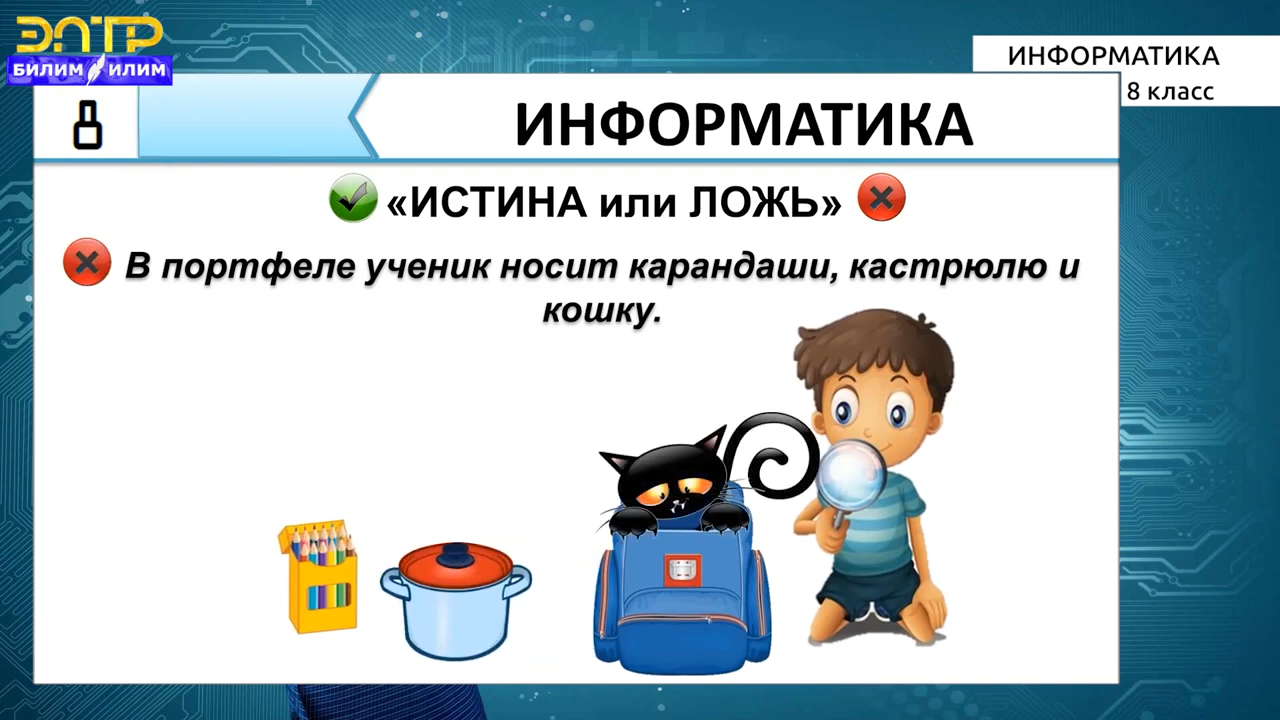 ЭЛТР
БИЛИМ ИЛИМ
ИНФОРМАТИКА
8 класс
8
ИНФОРМАТИКА
«ИСТИНА или ЛОЖЬ»
В портфеле ученик носит карандаши, кастрюлю и
кошку.